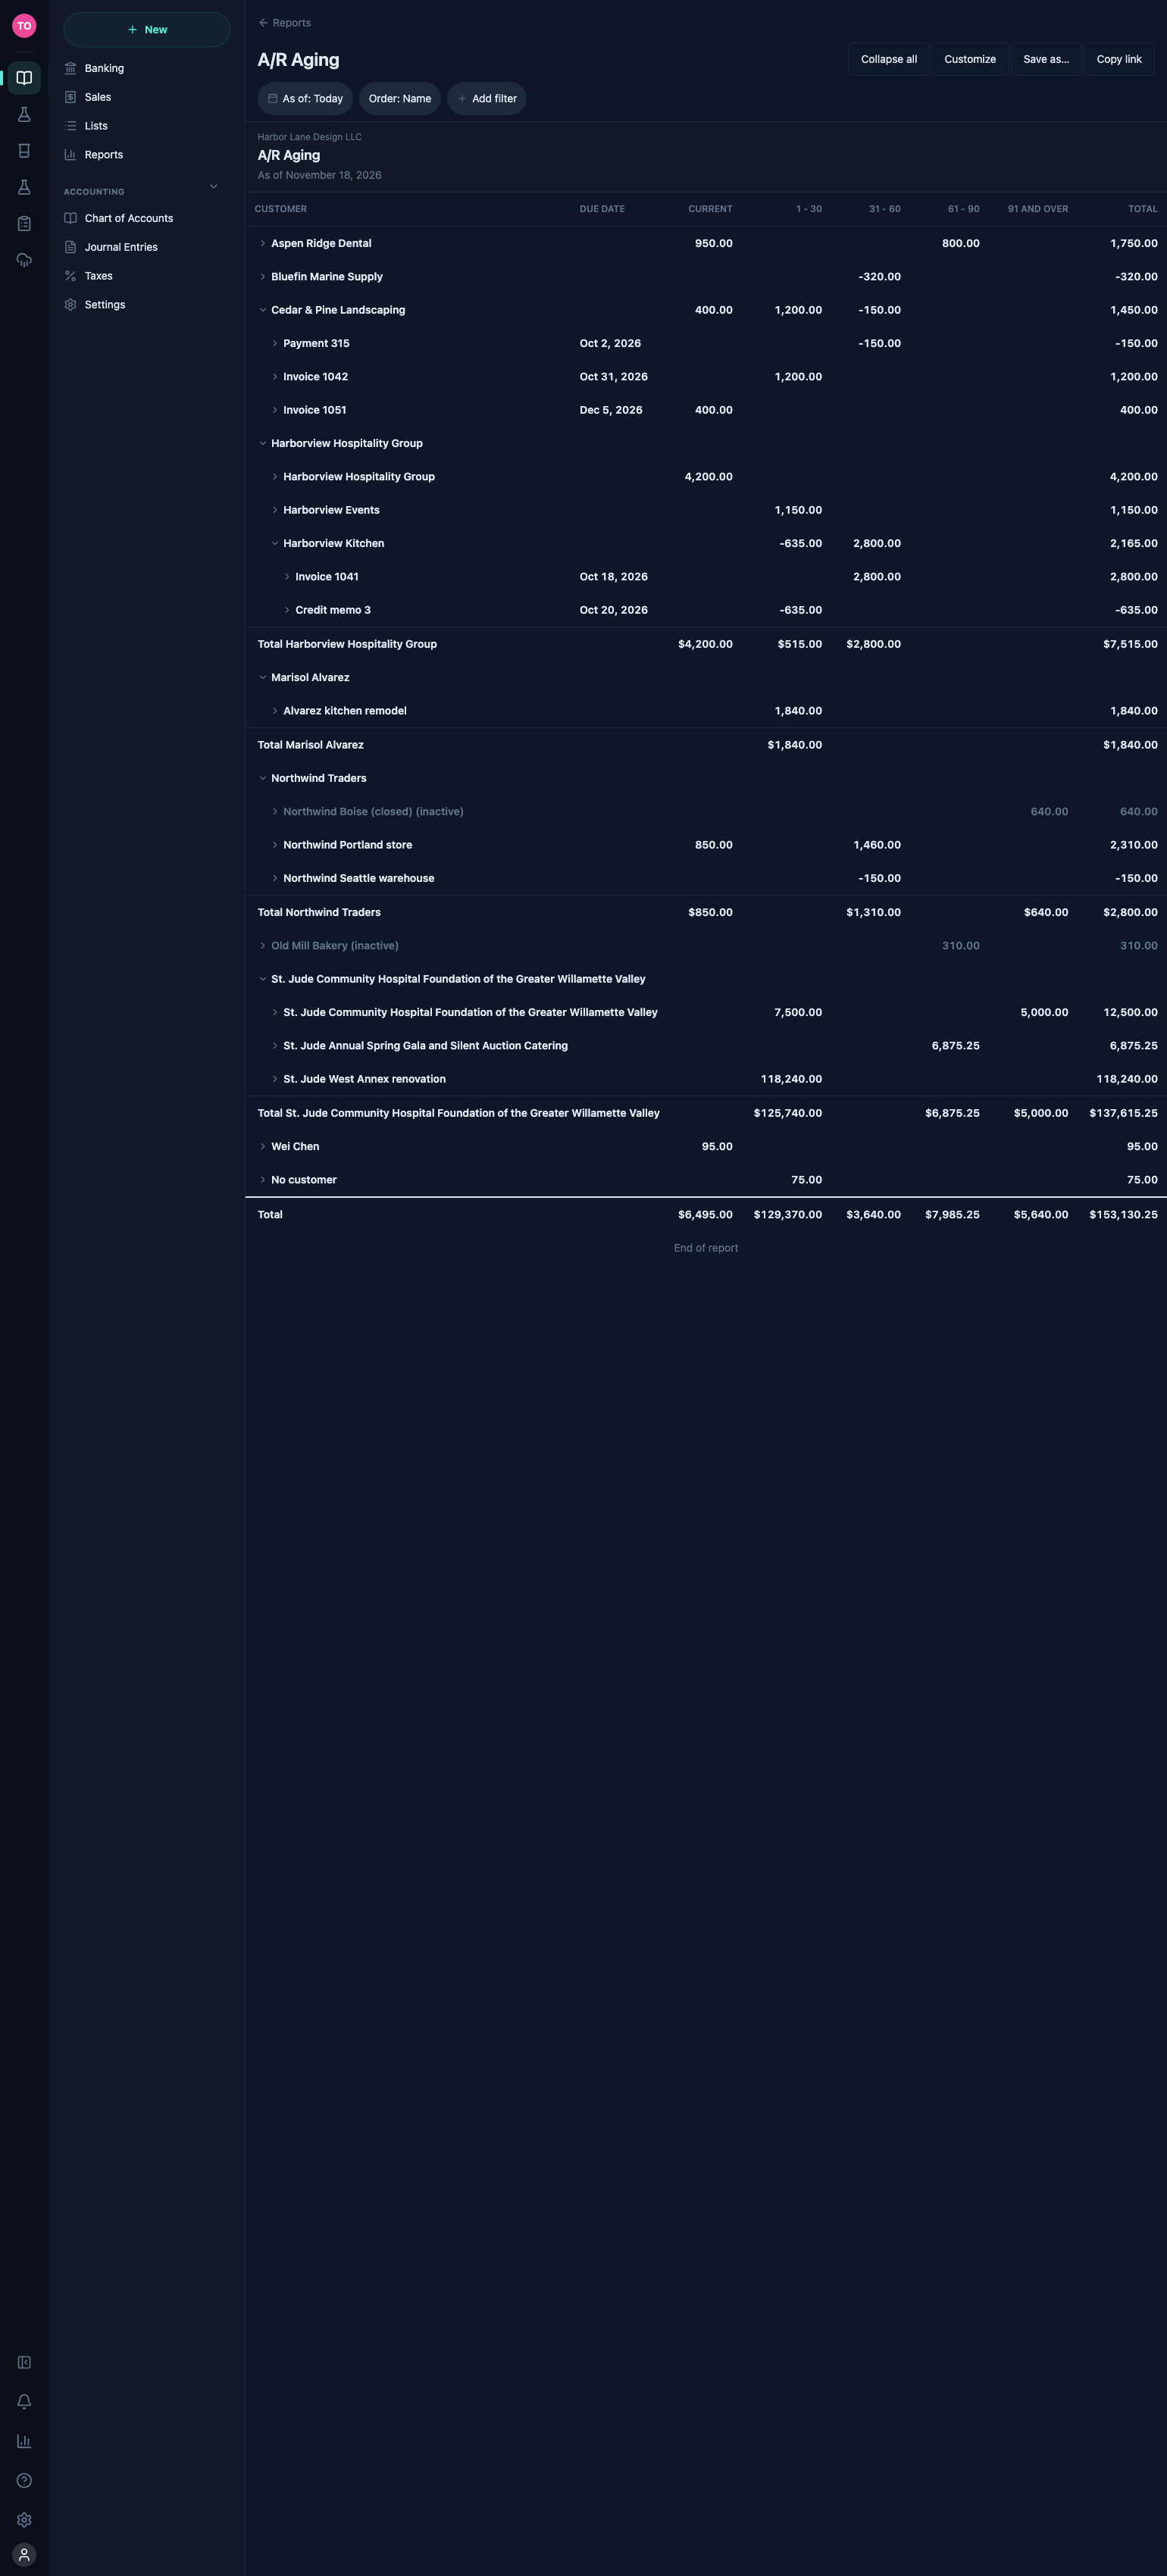 TO
New
Banking
Sales
Lists
Reports
ACCOUNTING
Chart of Accounts
Journal Entries
Taxes
Settings
Reports
A/R Aging
Collapse all Customize Save as... Copy link
As of: Today Order: Name Add filter
Harbor Lane Design LLC
A/R Aging
As of November 18, 2026
CUSTOMER DUE DATE CURRENT 1 - 30 31 - 60 61 - 90 91 AND OVER TOTAL
Aspen Ridge Dental 950.00 800.00 1,750.00
Bluefin Marine Supply -320.00 -320.00
Cedar & Pine Landscaping 400.00 1,200.00 -150.00 1,450.00
Payment 315 Oct 2, 2026 -150.00 -150.00
Invoice 1042 Oct 31, 2026 1,200.00 1,200.00
Invoice 1051 Dec 5, 2026 400.00 400.00
Harborview Hospitality Group
Harborview Hospitality Group 4,200.00 4,200.00
Harborview Events 1,150.00 1,150.00
Harborview Kitchen -635.00 2,800.00 2,165.00
Invoice 1041 Oct 18, 2026 2,800.00 2,800.00
Credit memo 3 Oct 20, 2026 -635.00 -635.00
Total Harborview Hospitality Group $4,200.00 $515.00 $2,800.00 $7,515.00
Marisol Alvarez
Alvarez kitchen remodel 1,840.00 1,840.00
Total Marisol Alvarez $1,840.00 $1,840.00
Northwind Traders
Northwind Boise (closed) (inactive) 640.00 640.00
Northwind Portland store 850.00 1,460.00 2,310.00
Northwind Seattle warehouse -150.00 -150.00
Total Northwind Traders $850.00 $1,310.00 $640.00 $2,800.00
Old Mill Bakery (inactive) 310.00 310.00
St. Jude Community Hospital Foundation of the Greater Willamette Valley
St. Jude Community Hospital Foundation of the Greater Willamette Valley 7,500.00 5,000.00 12,500.00
St. Jude Annual Spring Gala and Silent Auction Catering 6,875.25 6,875.25
St. Jude West Annex renovation 118,240.00 118,240.00
Total St. Jude Community Hospital Foundation of the Greater Willamette Valley $125,740.00 $6,875.25 $5,000.00 $137,615.25
Wei Chen 95.00 95.00
No customer 75.00 75.00
Total $6,495.00 $129,370.00 $3,640.00 $7,985.25 $5,640.00 $153,130.25
End of report